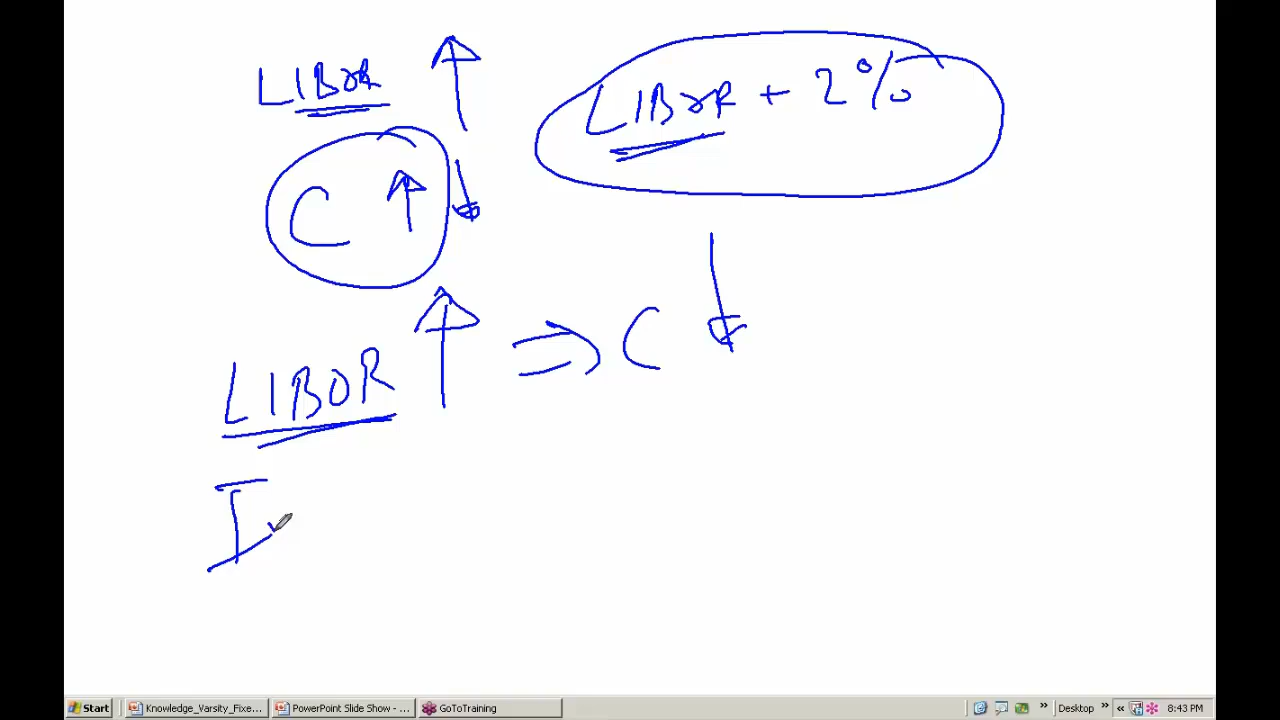 LIBOR ↑ LIBOR + 2%
C ↑ ↓
LIBOR ↑ ⇒ C ↓
I
Start Knowledge_Varsity_Fixe... PowerPoint Slide Show - ... GoToTraining Desktop » « 8:43 PM